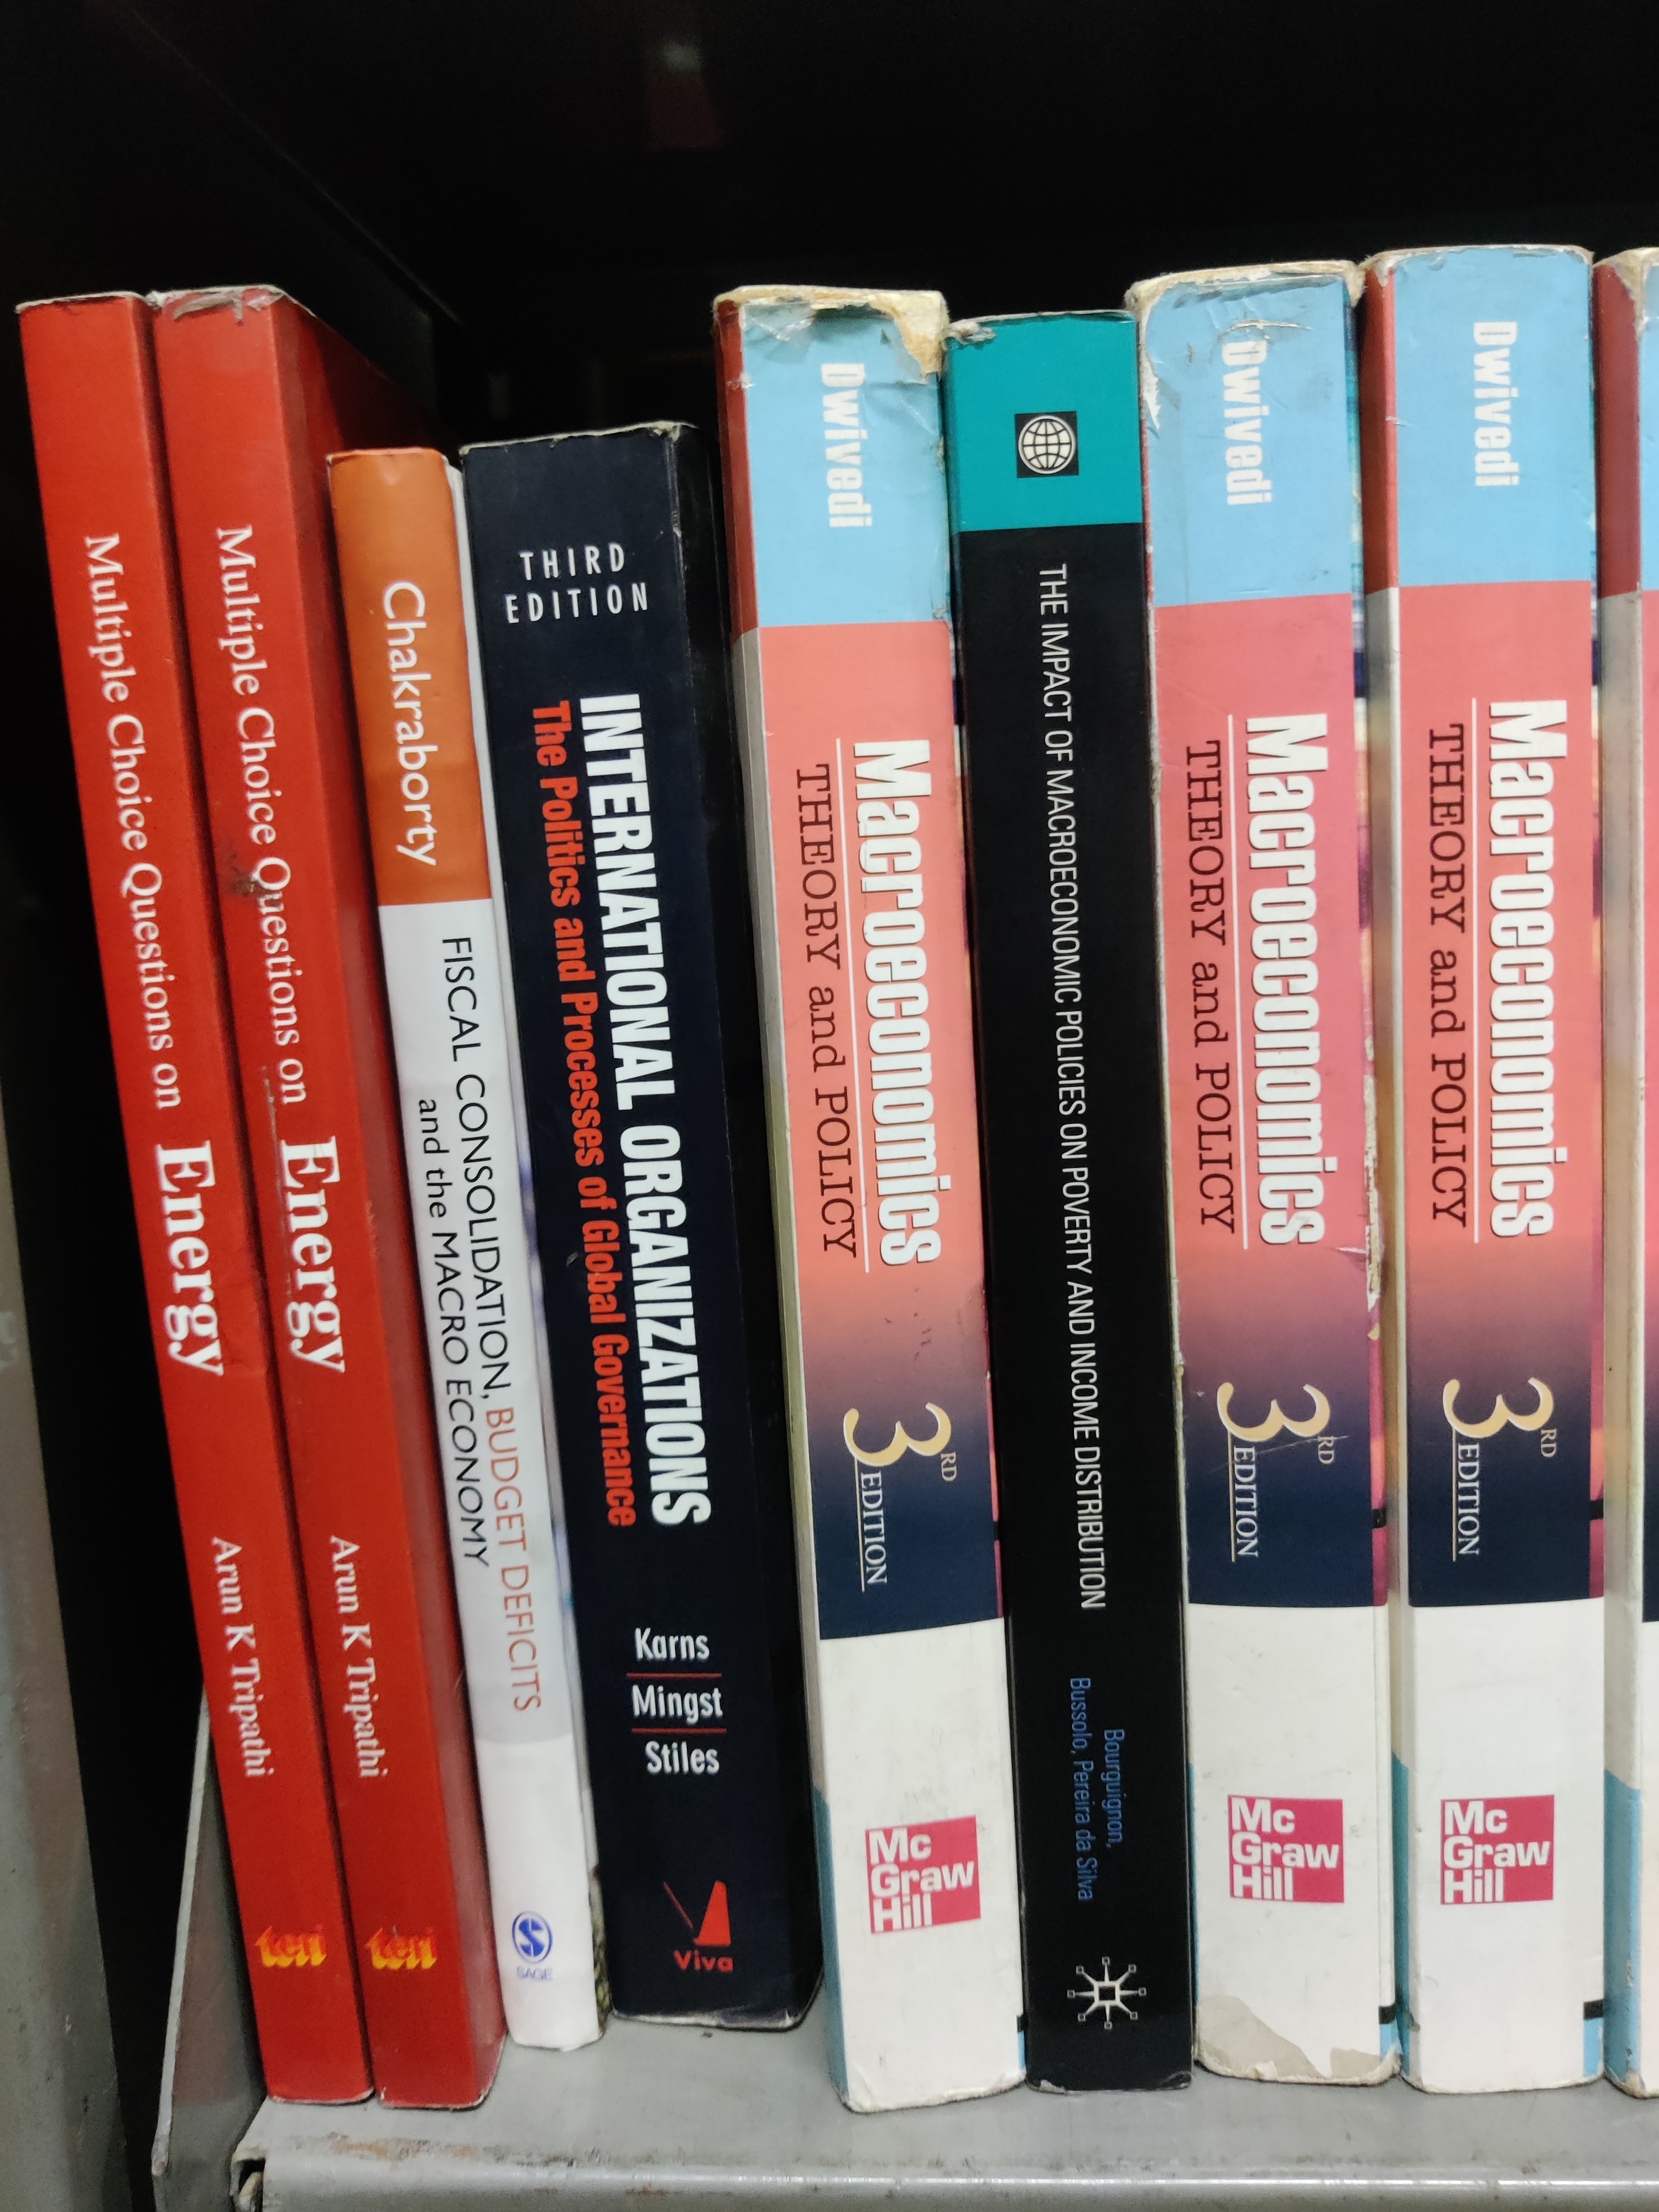 Multiple Choice Questions on Energy
Arun K Tripathi
teri
Multiple Choice Questions on Energy
Arun K Tripathi
teri
Chakraborty
FISCAL CONSOLIDATION, BUDGET DEFICITS
and the MACRO ECONOMY
SAGE
THIRD
EDITION
INTERNATIONAL ORGANIZATIONS
The Politics and Processes of Global Governance
Karns
Mingst
Stiles
Viva
Dwivedi
Macroeconomics
THEORY and POLICY
3RD EDITION
Mc
Graw
Hill
THE IMPACT OF MACROECONOMIC POLICIES ON POVERTY AND INCOME DISTRIBUTION
Bourguignon,
Bussolo, Pereira da Silva
Dwivedi
Macroeconomics
THEORY and POLICY
3RD EDITION
Mc
Graw
Hill
Dwivedi
Macroeconomics
THEORY and POLICY
3RD EDITION
Mc
Graw
Hill